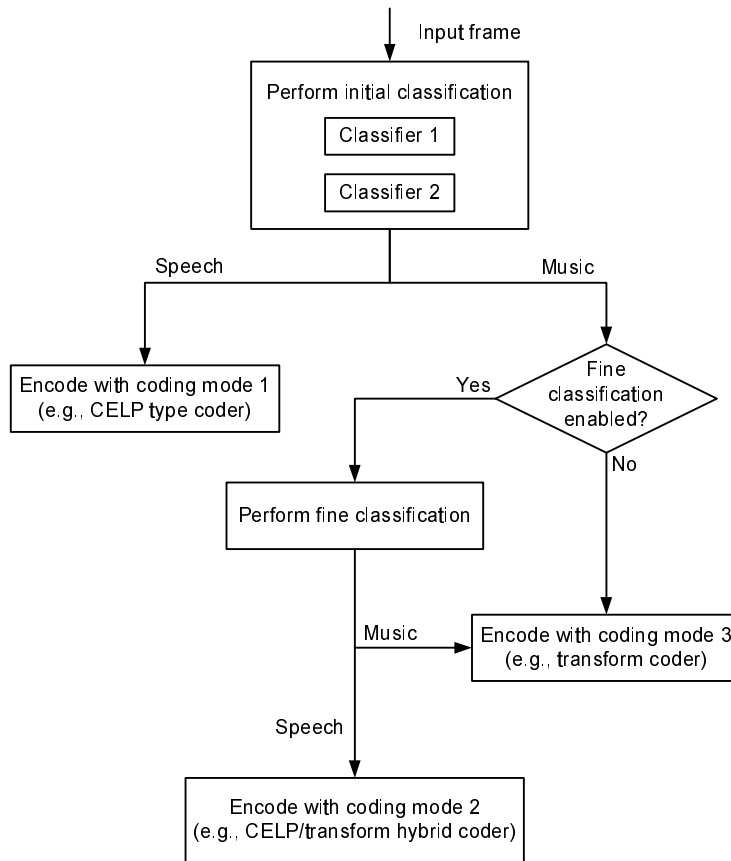 Input frame
Perform initial classification
Classifier 1
Classifier 2
Speech
Music
Encode with coding mode 1
(e.g., CELP type coder)
Yes
Fine
classification
enabled?
No
Perform fine classification
Music
Encode with coding mode 3
(e.g., transform coder)
Speech
Encode with coding mode 2
(e.g., CELP/transform hybrid coder)